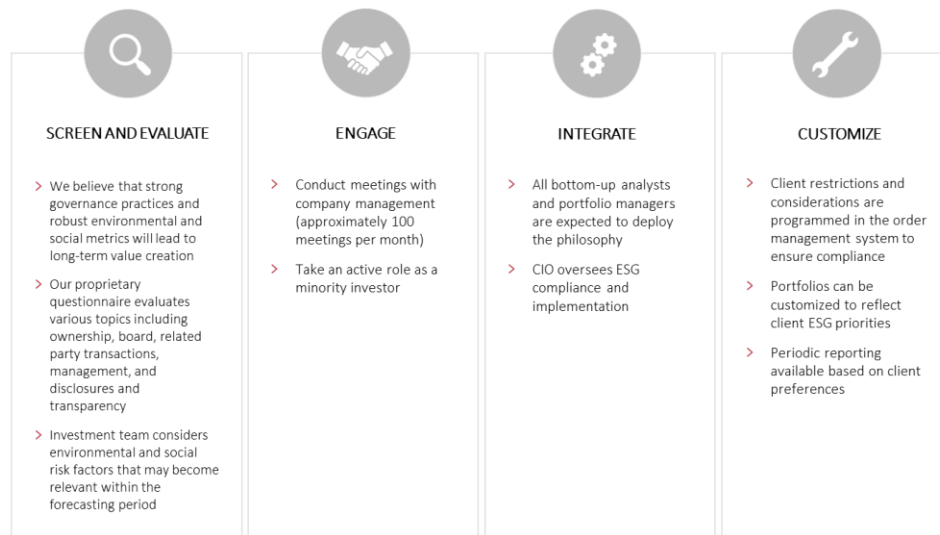 SCREEN AND EVALUATE
> We believe that strong
governance practices and
robust environmental and
social metrics will lead to
long-term value creation
> Our proprietary
questionnaire evaluates
various topics including
ownership, board, related
party transactions,
management, and
disclosures and
transparency
> Investment team considers
environmental and social
risk factors that may become
relevant within the
forecasting period
ENGAGE
> Conduct meetings with
company management
(approximately 100
meetings per month)
> Take an active role as a
minority investor
INTEGRATE
> All bottom-up analysts
and portfolio managers
are expected to deploy
the philosophy
> CIO oversees ESG
compliance and
implementation
CUSTOMIZE
> Client restrictions and
considerations are
programmed in the order
management system to
ensure compliance
> Portfolios can be
customized to reflect
client ESG priorities
> Periodic reporting
available based on client
preferences